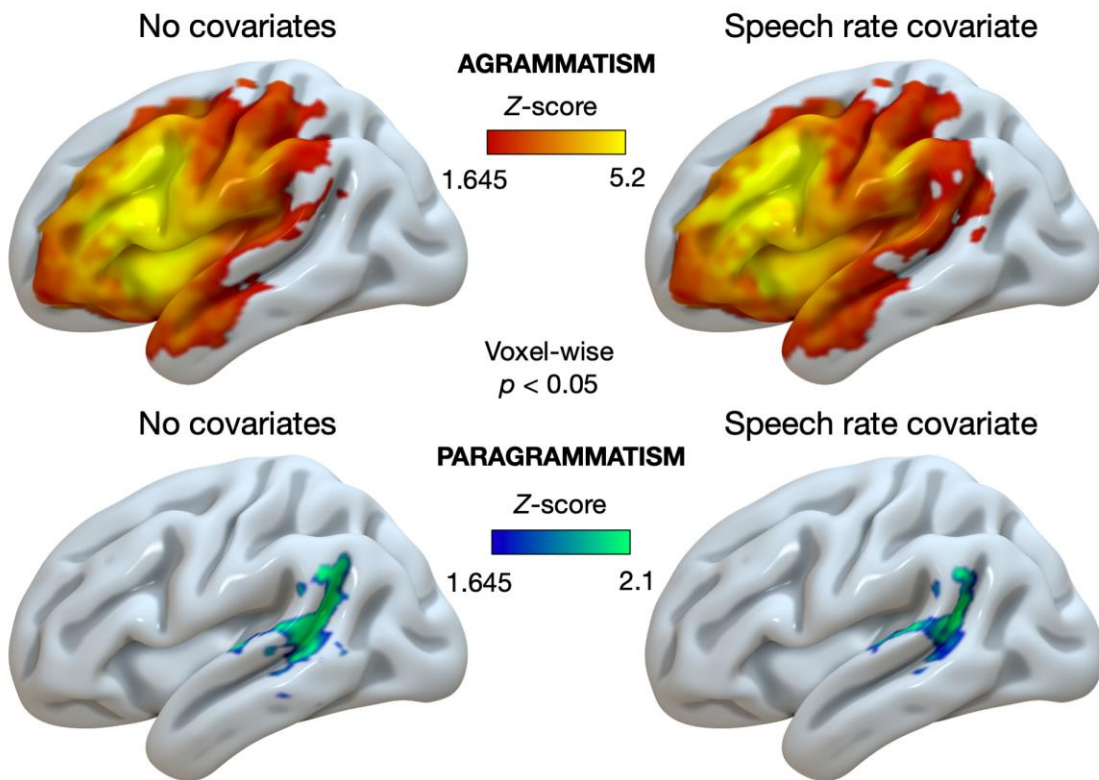 No covariates
Speech rate covariate
AGRAMMATISM
Z-score
1.645
5.2
Voxel-wise
p < 0.05
No covariates
Speech rate covariate
PARAGRAMMATISM
Z-score
1.645
2.1